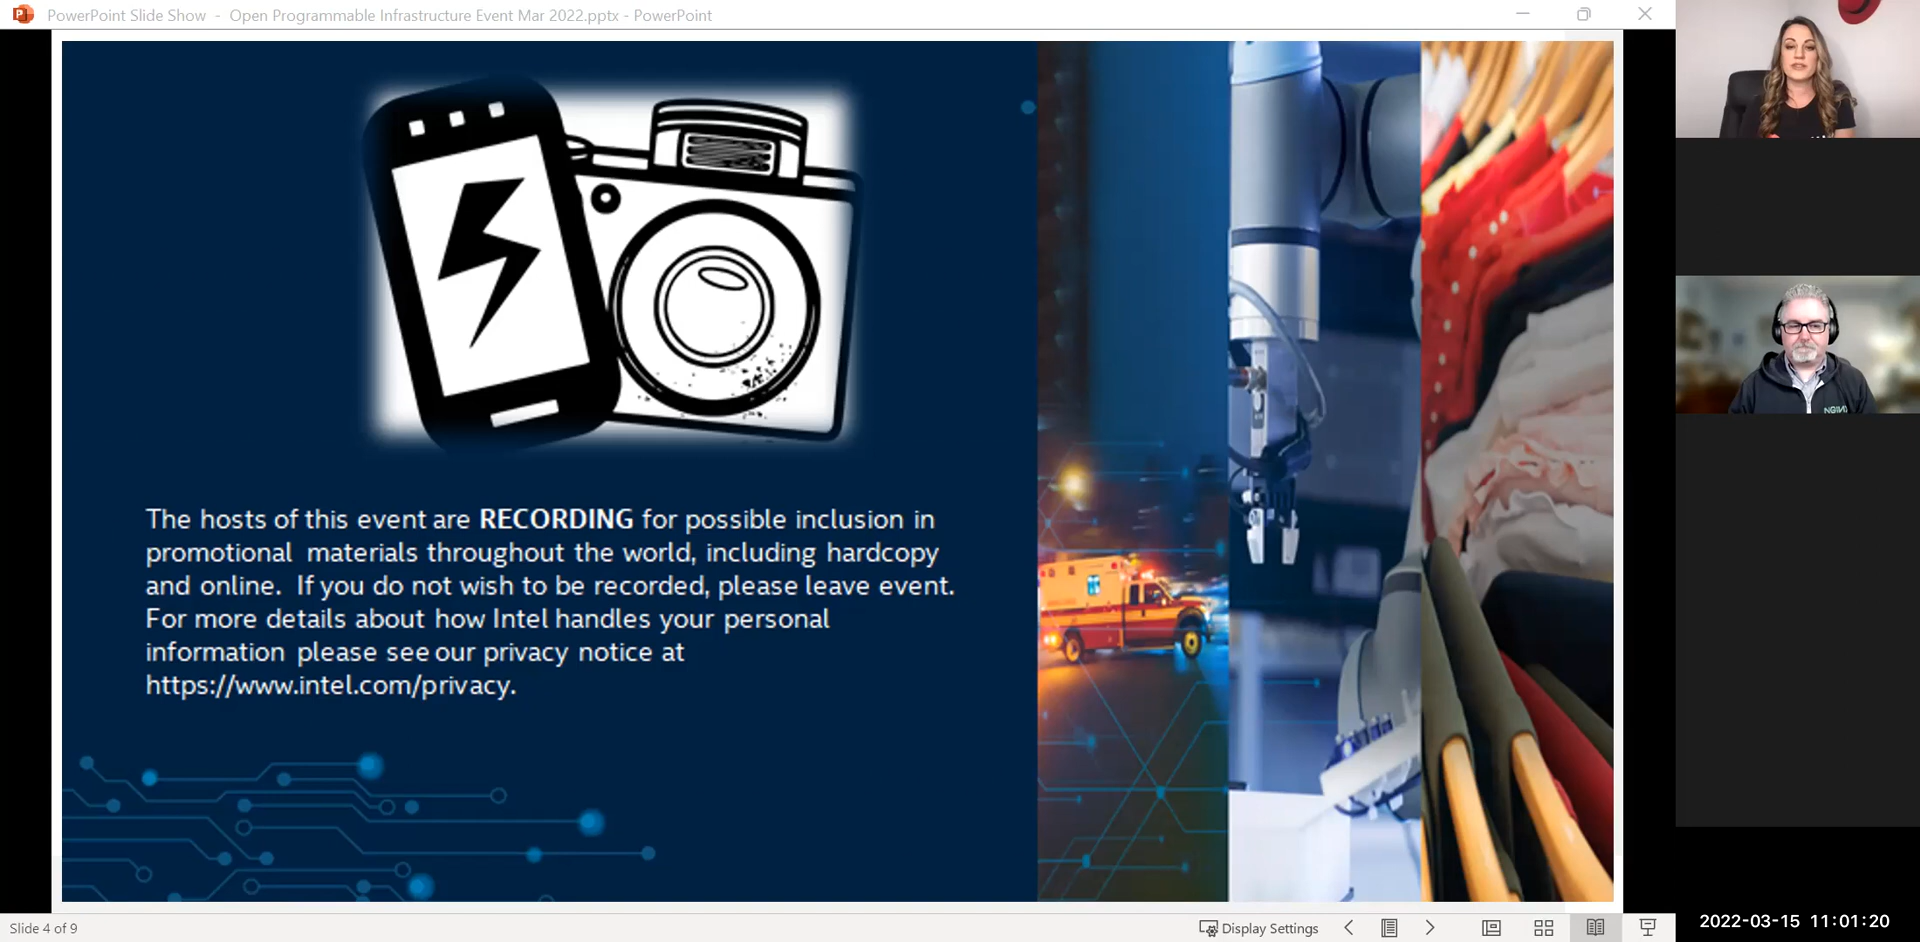 PowerPoint Slide Show - Open Programmable Infrastructure Event Mar 2022.pptx - PowerPoint
The hosts of this event are RECORDING for possible inclusion in
promotional materials throughout the world, including hardcopy
and online. If you do not wish to be recorded, please leave event.
For more details about how Intel handles your personal
information please see our privacy notice at
https://www.intel.com/privacy.
NGINX
Slide 4 of 9
Display Settings
2022-03-15 11:01:20